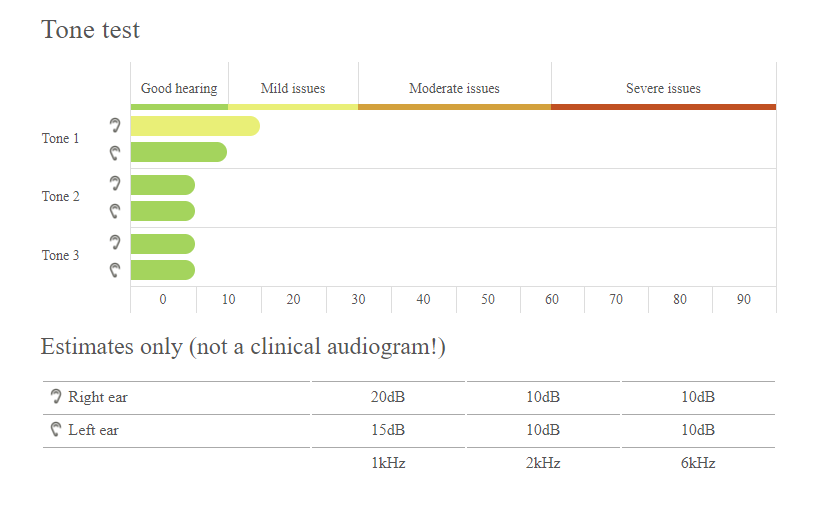 Tone test
Good hearing Mild issues Moderate issues Severe issues
Tone 1
Tone 2
Tone 3
0 10 20 30 40 50 60 70 80 90
Estimates only (not a clinical audiogram!)
Right ear 20dB 10dB 10dB
Left ear 15dB 10dB 10dB
1kHz 2kHz 6kHz